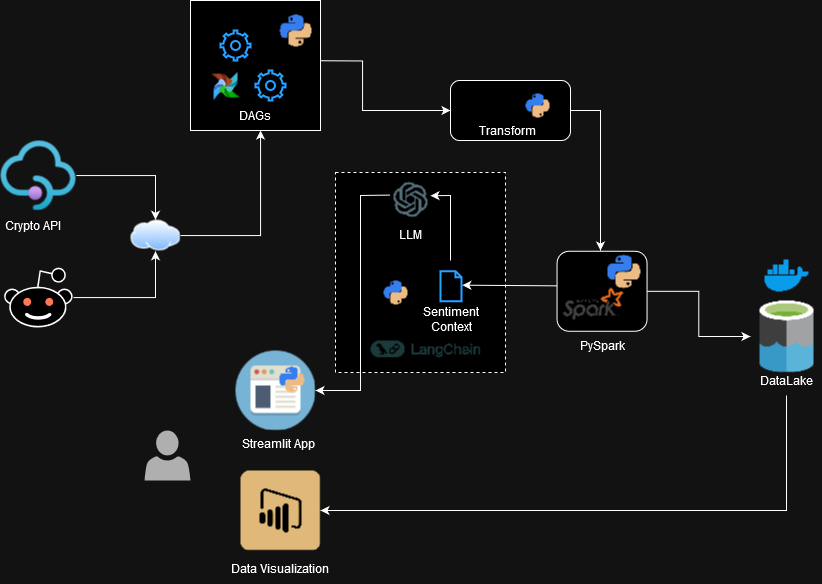 DAGs
Transform
Crypto API
LLM
Sentiment
Context
LangChain
Spark
PySpark
DataLake
Streamlit App
Data Visualization